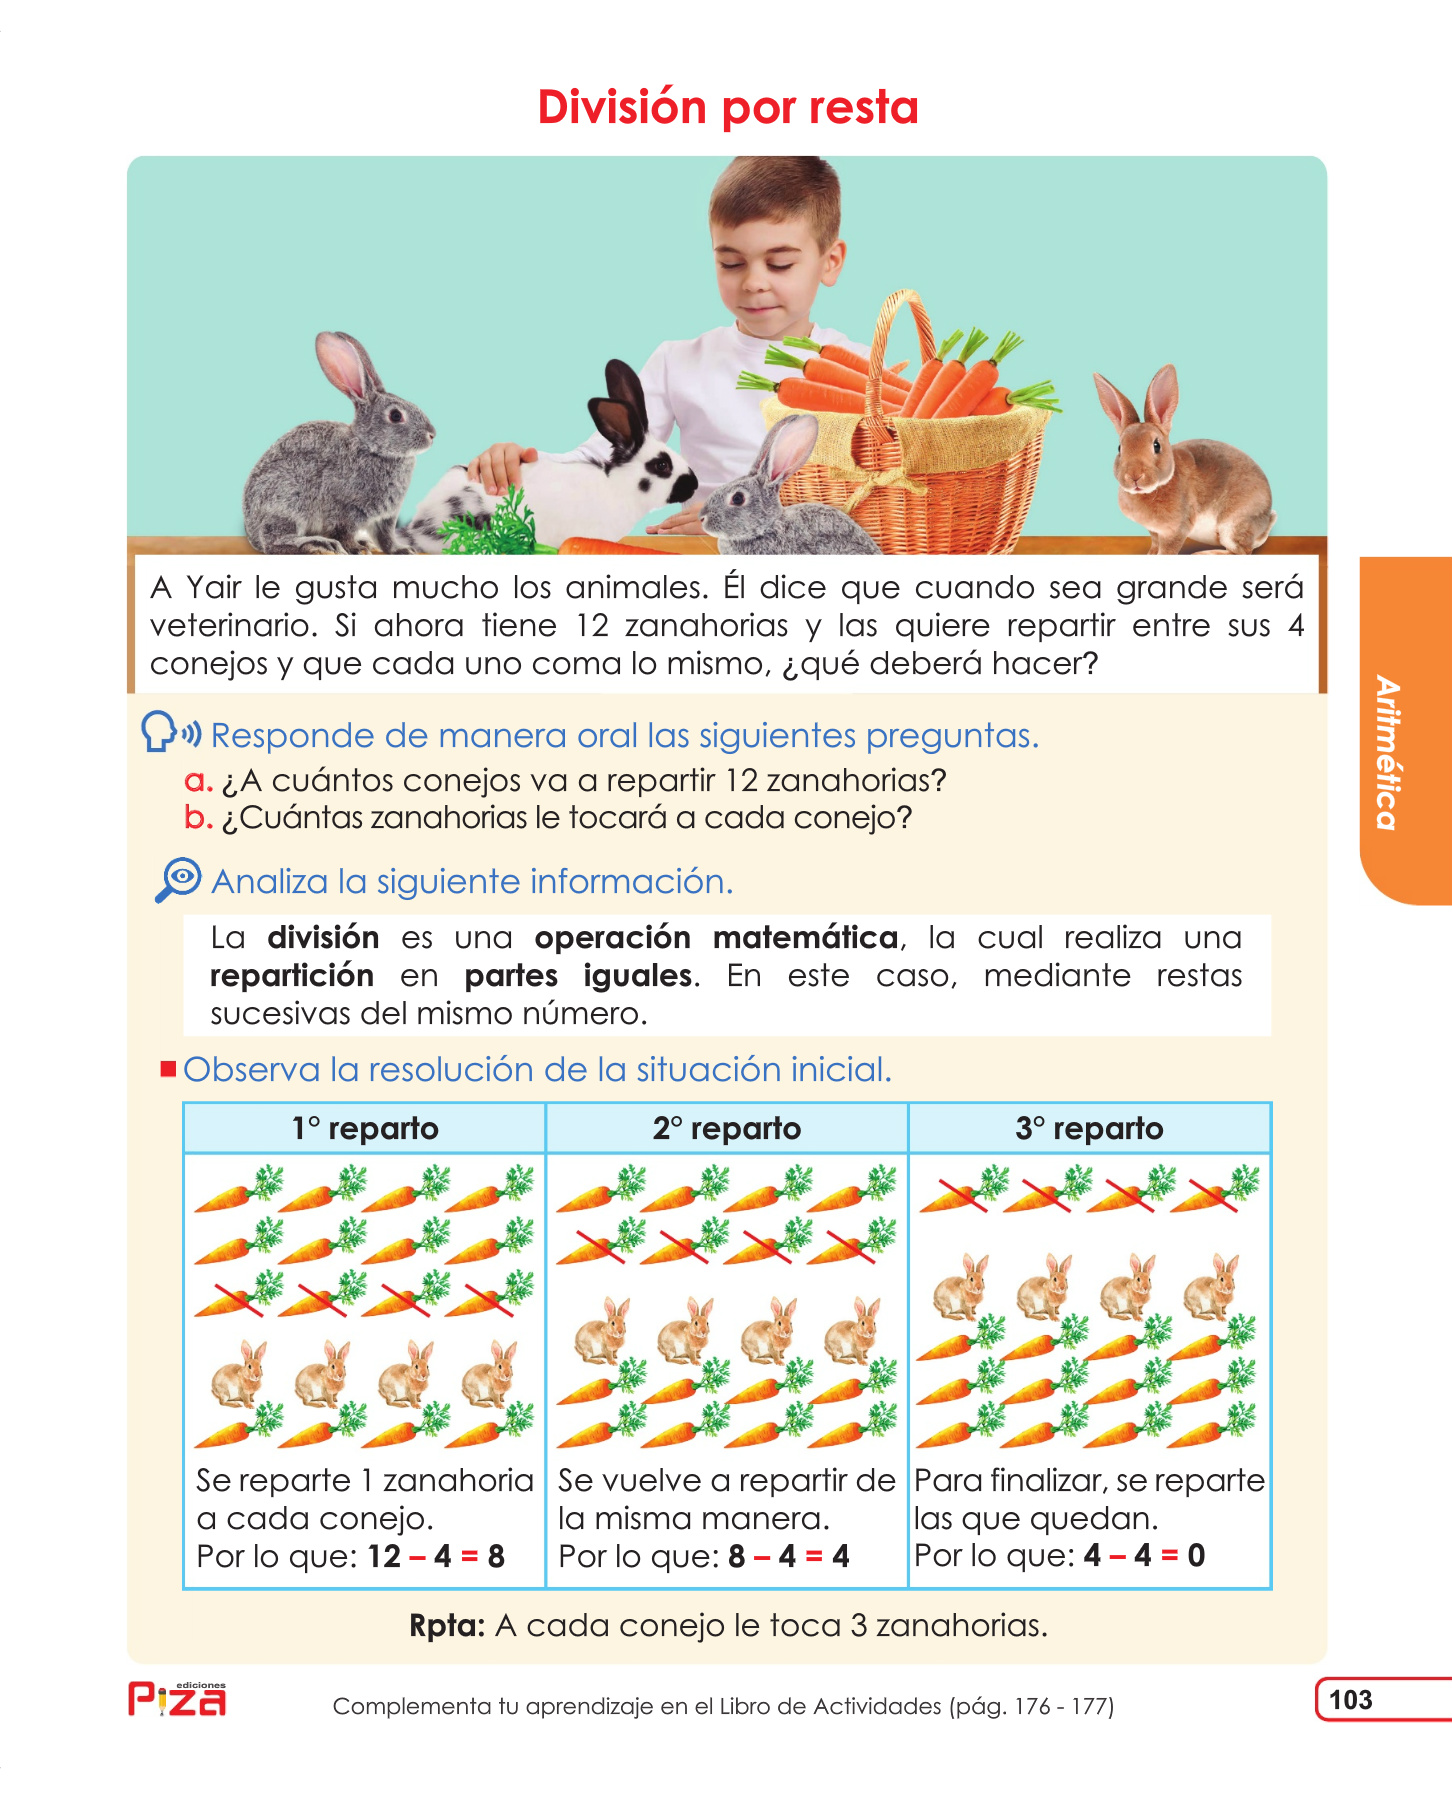 División por resta
A Yair le gusta mucho los animales. Él dice que cuando sea grande será
veterinario. Si ahora tiene 12 zanahorias y las quiere repartir entre sus 4
conejos y que cada uno coma lo mismo, ¿qué deberá hacer?
Aritmética
Responde de manera oral las siguientes preguntas.
a. ¿A cuántos conejos va a repartir 12 zanahorias?
b. ¿Cuántas zanahorias le tocará a cada conejo?
Analiza la siguiente información.
La división es una operación matemática, la cual realiza una
repartición en partes iguales. En este caso, mediante restas
sucesivas del mismo número.
Observa la resolución de la situación inicial.
1° reparto
Se reparte 1 zanahoria
a cada conejo.
Por lo que: 12 – 4 = 8
2° reparto
Se vuelve a repartir de
la misma manera.
Por lo que: 8 – 4 = 4
3° reparto
Para finalizar, se reparte
las que quedan.
Por lo que: 4 – 4 = 0
Rpta: A cada conejo le toca 3 zanahorias.
ediciones
Piza
Complementa tu aprendizaje en el Libro de Actividades (pág. 176 - 177)
103